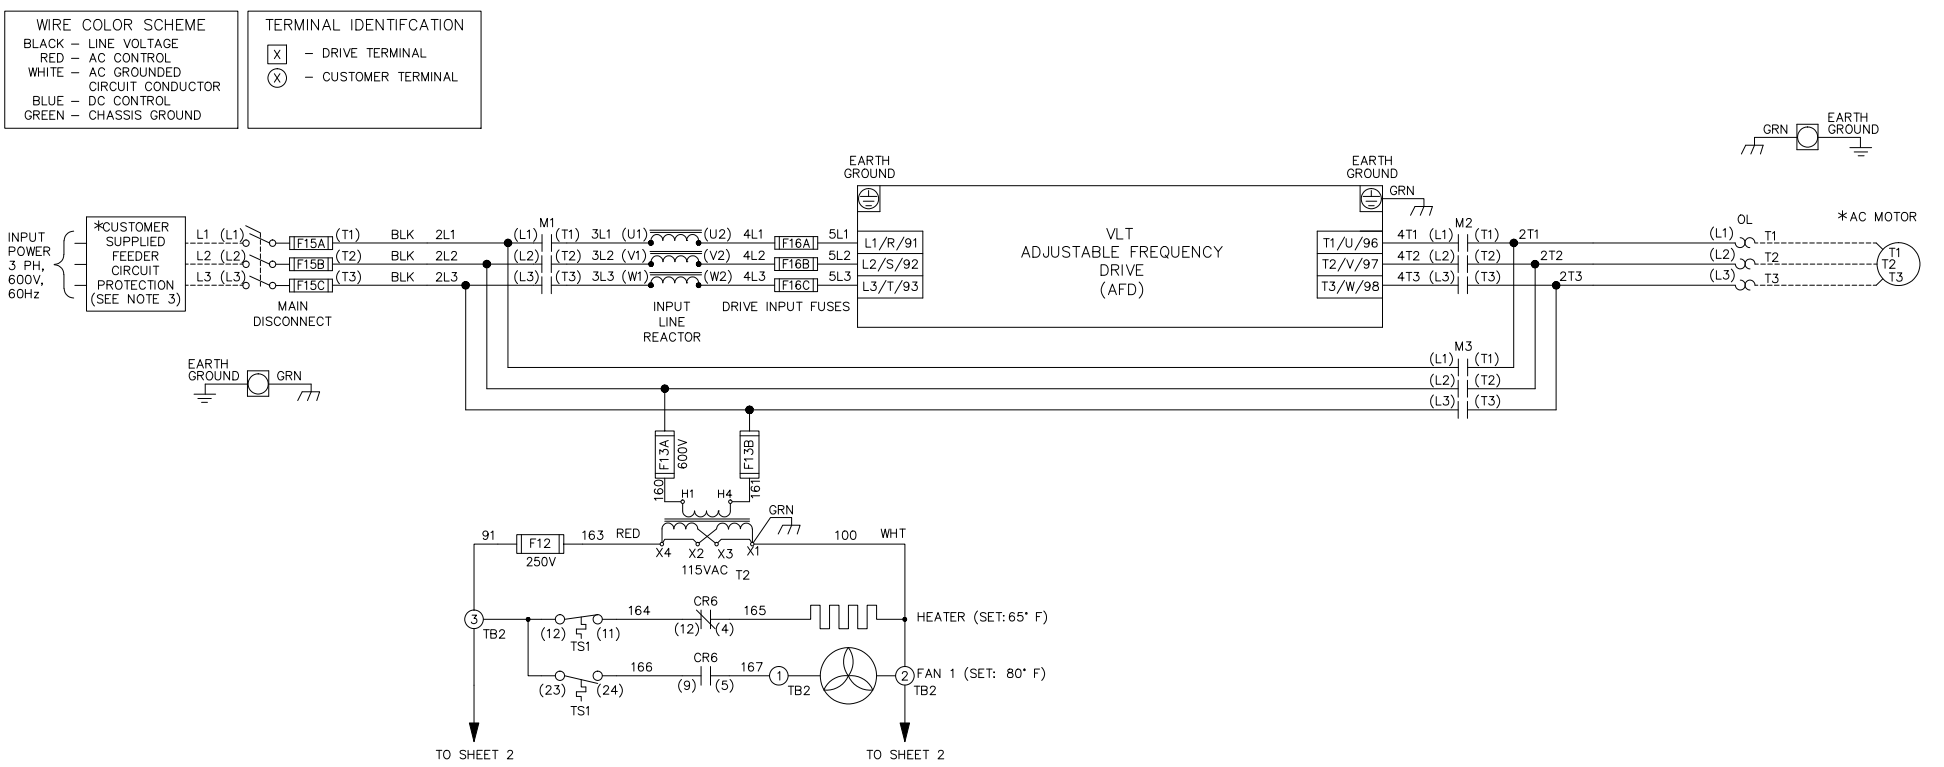 WIRE COLOR SCHEME
BLACK – LINE VOLTAGE
RED – AC CONTROL
WHITE – AC GROUNDED
CIRCUIT CONDUCTOR
BLUE – DC CONTROL
GREEN – CHASSIS GROUND
TERMINAL IDENTIFCATION
X – DRIVE TERMINAL
X – CUSTOMER TERMINAL
GRN
EARTH
GROUND
INPUT
POWER
3 PH,
600V,
60Hz
*CUSTOMER
SUPPLIED
FEEDER
CIRCUIT
PROTECTION
(SEE NOTE 3)
L1 (L1) F15A (T1) BLK 2L1 (L1) M1 (T1) 3L1 (U1) (U2) 4L1 F16A 5L1 L1/R/91
L2 (L2) F15B (T2) BLK 2L2 (L2) (T2) 3L2 (V1) (V2) 4L2 F16B 5L2 L2/S/92
L3 (L3) F15C (T3) BLK 2L3 (L3) (T3) 3L3 (W1) (W2) 4L3 F16C 5L3 L3/T/93
MAIN
DISCONNECT
INPUT
LINE
REACTOR
DRIVE INPUT FUSES
EARTH
GROUND
VLT
ADJUSTABLE FREQUENCY
DRIVE
(AFD)
EARTH
GROUND
GRN
T1/U/96 4T1 (L1) M2 (T1) 2T1 (L1) OL T1
T2/V/97 4T2 (L2) (T2) 2T2 (L2) T2
T3/W/98 4T3 (L3) (T3) 2T3 (L3) T3
*AC MOTOR
T1
T2
T3
EARTH
GROUND
GRN
M3
(L1) (T1)
(L2) (T2)
(L3) (T3)
F13A
600V
F13B
160
161
H1 H4
GRN
91 F12 163 RED
250V
X4 X2 X3 X1
100 WHT
115VAC T2
3
TB2
(12) (11)
TS1
164
CR6
(12) (4)
165
HEATER (SET:65° F)
(23) (24)
TS1
166
CR6
(9) (5)
167
1
TB2
2
TB2
FAN 1 (SET: 80° F)
TO SHEET 2
TO SHEET 2